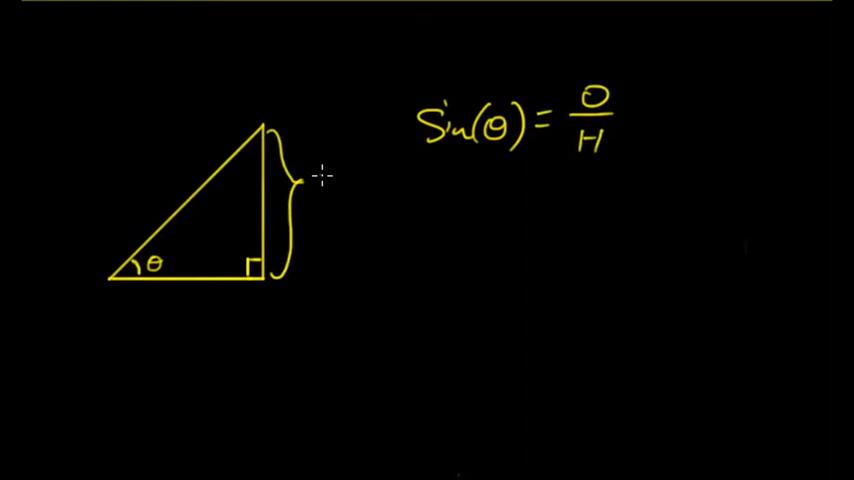 Sin(θ) = O/H
θ